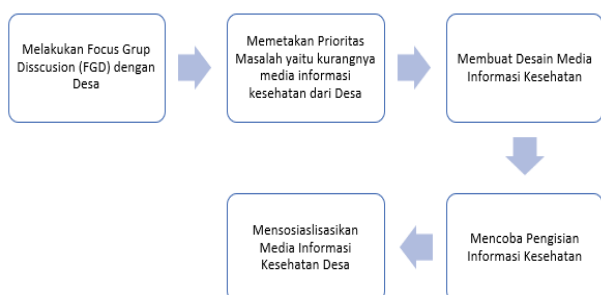 Melakukan Focus Grup
Disscusion (FGD) dengan
Desa
Memetakan Prioritas
Masalah yaitu kurangnya
media informasi
kesehatan dari Desa
Membuat Desain Media
Informasi Kesehatan
Mencoba Pengisian
Informasi Kesehatan
Mensosiaslisasikan
Media Informasi
Kesehatan Desa